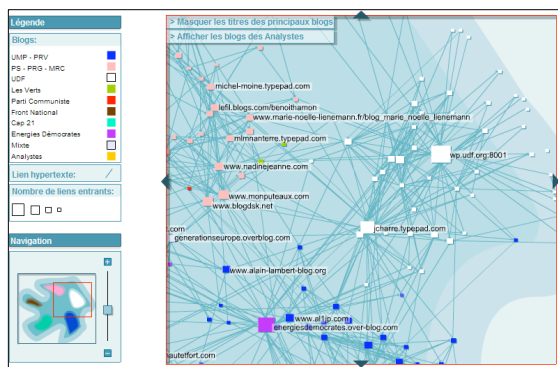 Légende
Blogs:
UMP - PRV
PS - PRG - MRC
UDF
Les Verts
Parti Communiste
Front National
Cap 21
Energies Démocrates
Mixte
Analystes
Lien hypertexte:
Nombre de liens entrants:
Navigation
> Masquer les titres des principaux blogs
> Afficher les blogs des Analystes
michel-moine.typepad.com
lefil.blogs.com/benoithamon
www.marie-noelle-lienemann.fr/blog_marie_noelle_lienemann
mirnnanterre.typepad.com
wp.udf.org:8001
www.nadinejeanne.com
www.monputeaux.com
www.blogdsk.net
jcharre.typepad.com
.com
generationseurope.overblog.com
www.alain-lambert-blog.org
www.al1jp.com
energiesdemocrates.over-blog.com
hautetfort.com